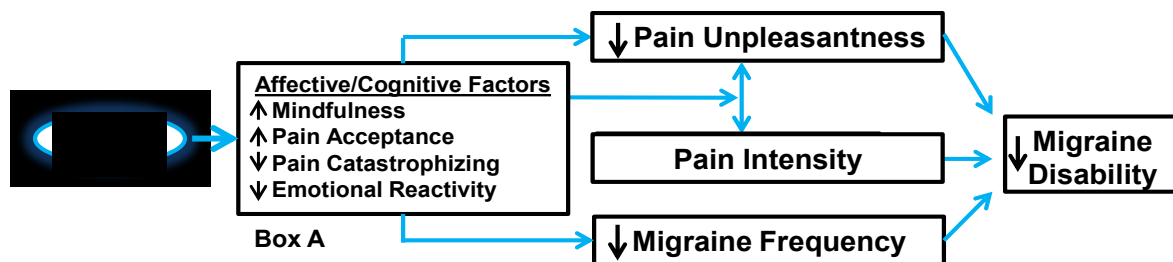 Pain Unpleasantness
Affective/Cognitive Factors
Mindfulness
Pain Acceptance
Pain Catastrophizing
Emotional Reactivity
Box A
Pain Intensity
Migraine Frequency
Migraine
Disability